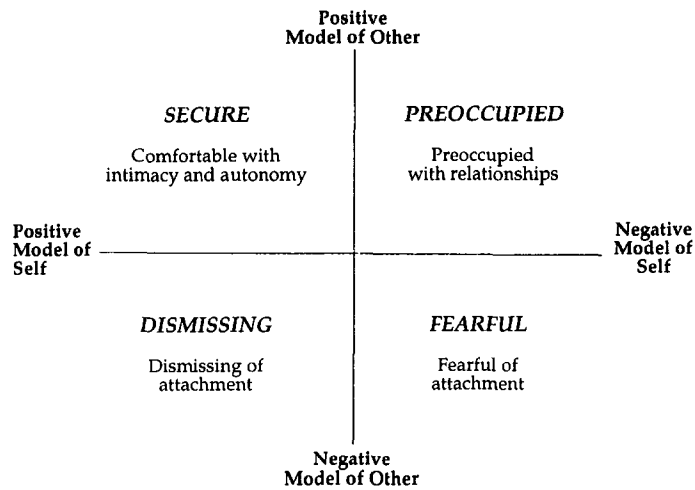 Positive
Model of Other
SECURE
Comfortable with
intimacy and autonomy
PREOCCUPIED
Preoccupied
with relationships
Positive
Model of
Self
Negative
Model of
Self
DISMISSING
Dismissing of
attachment
FEARFUL
Fearful of
attachment
Negative
Model of Other